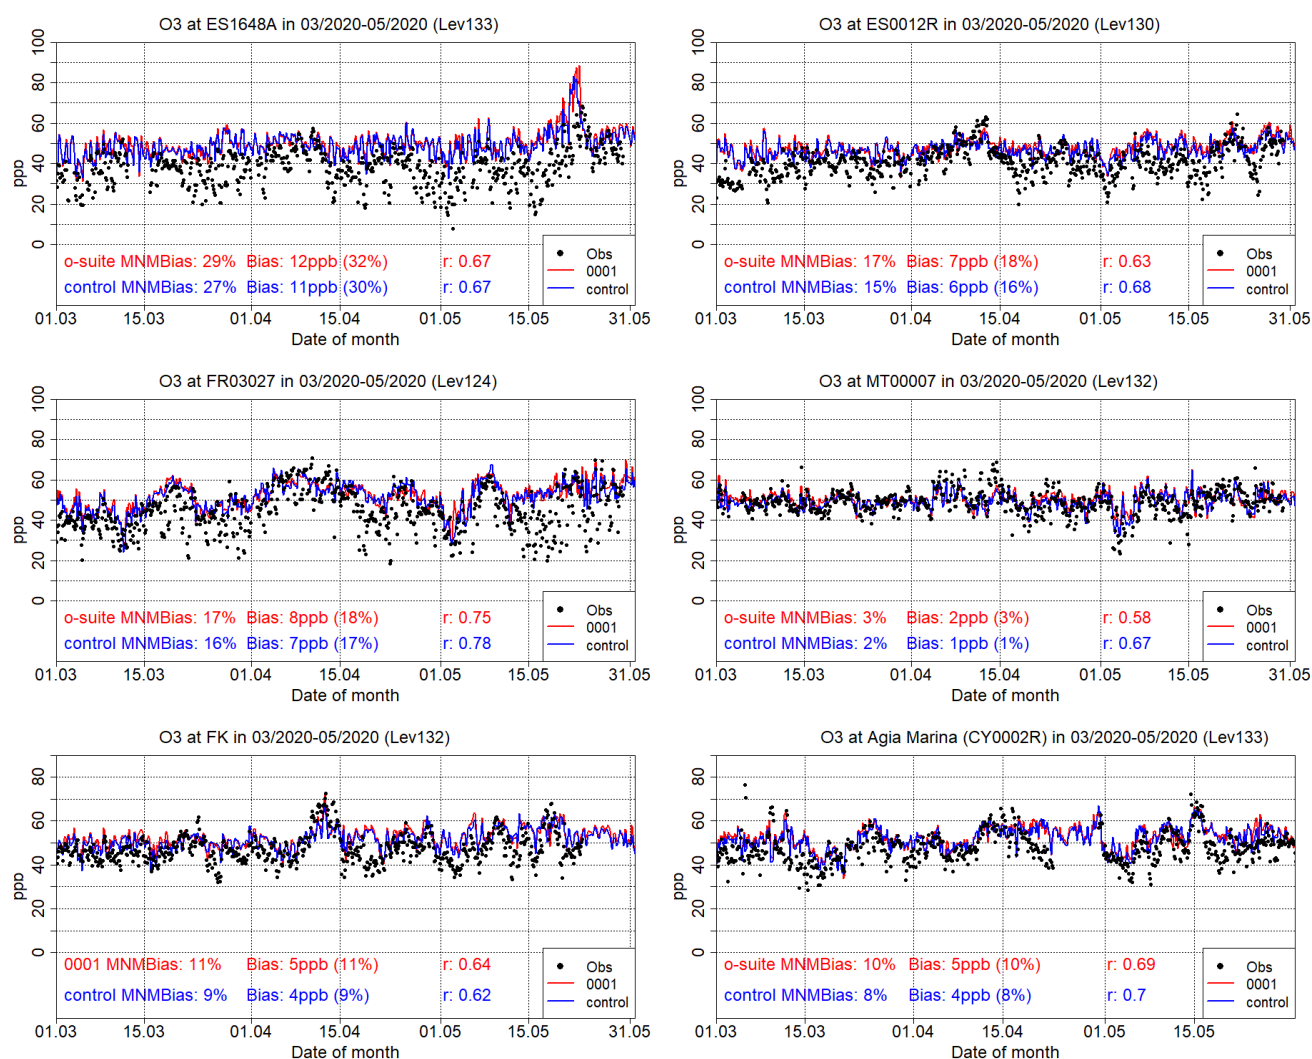 O3 at ES1648A in 03/2020-05/2020 (Lev133)
100
80
60
40
20
0
ppb
o-suite MNMBias: 29% Bias: 12ppb (32%) r: 0.67
control MNMBias: 27% Bias: 11ppb (30%) r: 0.67
Obs
0001
control
01.03 15.03 01.04 15.04 01.05 15.05 31.05
Date of month
O3 at ES0012R in 03/2020-05/2020 (Lev130)
100
80
60
40
20
0
ppb
o-suite MNMBias: 17% Bias: 7ppb (18%) r: 0.63
control MNMBias: 15% Bias: 6ppb (16%) r: 0.68
Obs
0001
control
01.03 15.03 01.04 15.04 01.05 15.05 31.05
Date of month
O3 at FR03027 in 03/2020-05/2020 (Lev124)
100
80
60
40
20
0
ppb
o-suite MNMBias: 17% Bias: 8ppb (18%) r: 0.75
control MNMBias: 16% Bias: 7ppb (17%) r: 0.78
Obs
0001
control
01.03 15.03 01.04 15.04 01.05 15.05 31.05
Date of month
O3 at MT00007 in 03/2020-05/2020 (Lev132)
100
80
60
40
20
0
ppb
o-suite MNMBias: 3% Bias: 2ppb (3%) r: 0.58
control MNMBias: 2% Bias: 1ppb (1%) r: 0.67
Obs
0001
control
01.03 15.03 01.04 15.04 01.05 15.05 31.05
Date of month
O3 at FK in 03/2020-05/2020 (Lev132)
80
60
40
20
0
ppb
0001 MNMBias: 11% Bias: 5ppb (11%) r: 0.64
control MNMBias: 9% Bias: 4ppb (9%) r: 0.62
Obs
0001
control
01.03 15.03 01.04 15.04 01.05 15.05 31.05
Date of month
O3 at Agia Marina (CY0002R) in 03/2020-05/2020 (Lev133)
80
60
40
20
0
ppb
o-suite MNMBias: 10% Bias: 5ppb (10%) r: 0.69
control MNMBias: 8% Bias: 4ppb (8%) r: 0.7
Obs
0001
control
01.03 15.03 01.04 15.04 01.05 15.05
Date of month